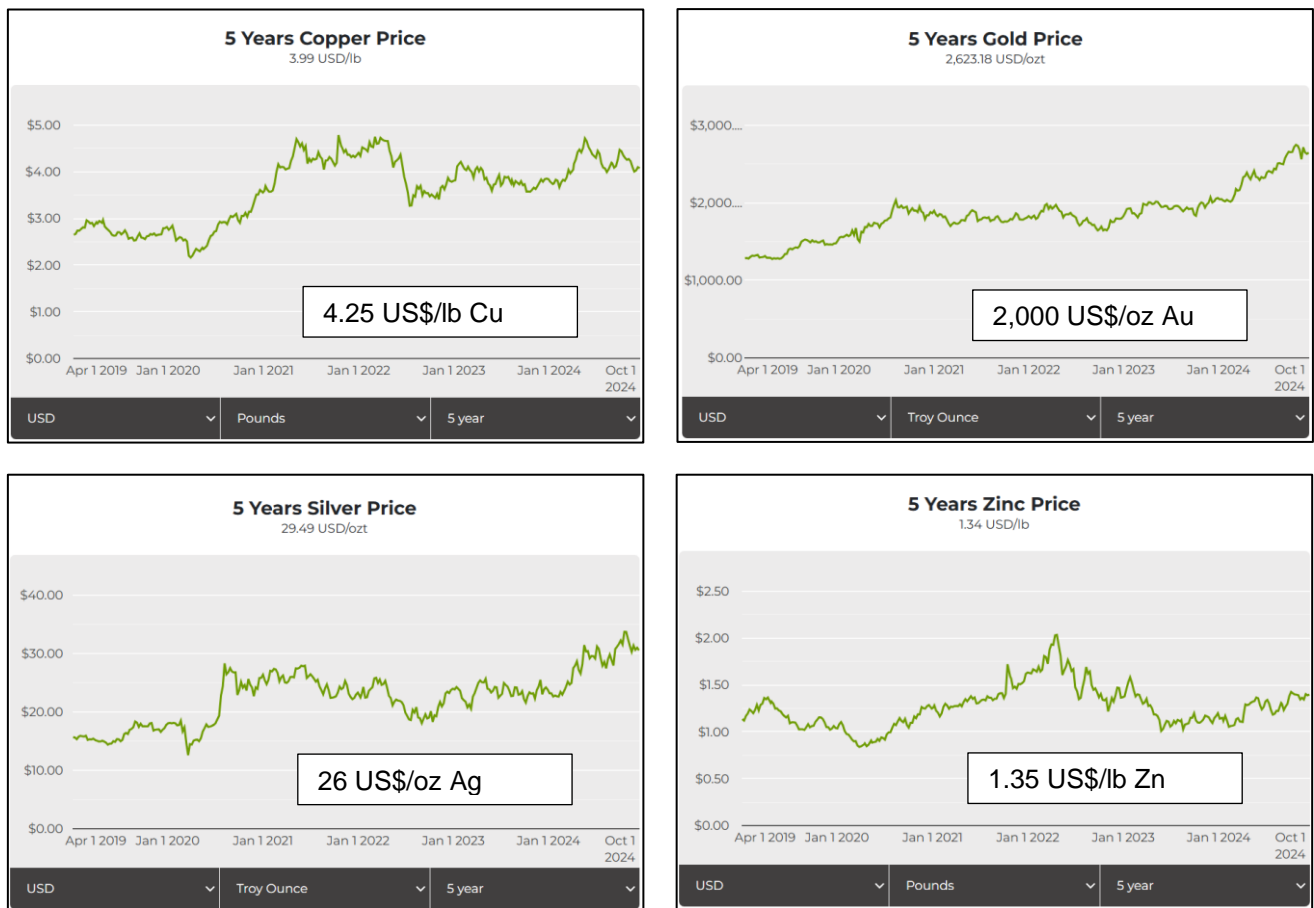 5 Years Copper Price
3.99 USD/lb
$5.00
$4.00
$3.00
$2.00
$1.00
$0.00
4.25 US$/lb Cu
Apr 1 2019 Jan 1 2020 Jan 1 2021 Jan 1 2022 Jan 1 2023 Jan 1 2024 Oct 1
2024
USD Pounds 5 year
5 Years Gold Price
2,623.18 USD/ozt
$3,000....
$2,000....
$1,000.00
$0.00
2,000 US$/oz Au
Apr 1 2019 Jan 1 2020 Jan 1 2021 Jan 1 2022 Jan 1 2023 Jan 1 2024 Oct 1
2024
USD Troy Ounce 5 year
5 Years Silver Price
29.49 USD/ozt
$40.00
$30.00
$20.00
$10.00
$0.00
26 US$/oz Ag
Apr 1 2019 Jan 1 2020 Jan 1 2021 Jan 1 2022 Jan 1 2023 Jan 1 2024 Oct 1
2024
USD Troy Ounce 5 year
5 Years Zinc Price
1.34 USD/lb
$2.50
$2.00
$1.50
$1.00
$0.50
$0.00
1.35 US$/lb Zn
Apr 1 2019 Jan 1 2020 Jan 1 2021 Jan 1 2022 Jan 1 2023 Jan 1 2024 Oct 1
2024
USD Pounds 5 year